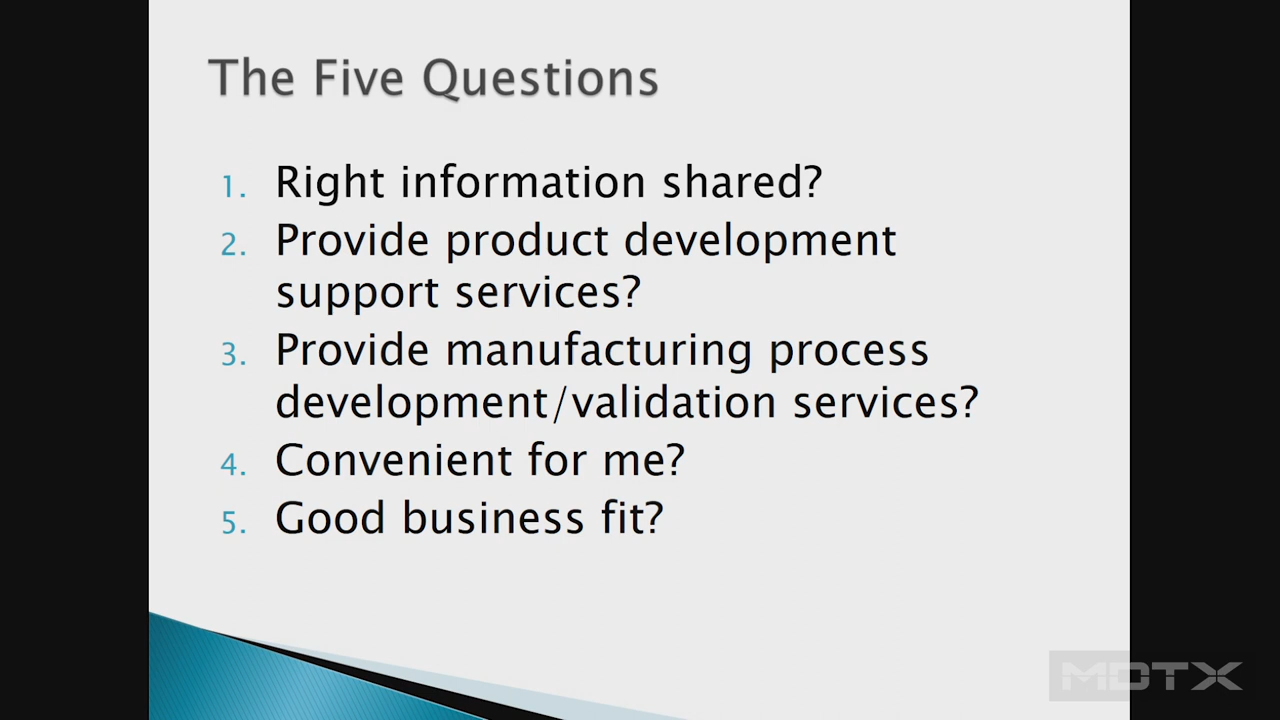 The Five Questions
1. Right information shared?
2. Provide product development
support services?
3. Provide manufacturing process
development/validation services?
4. Convenient for me?
5. Good business fit?
MDTX